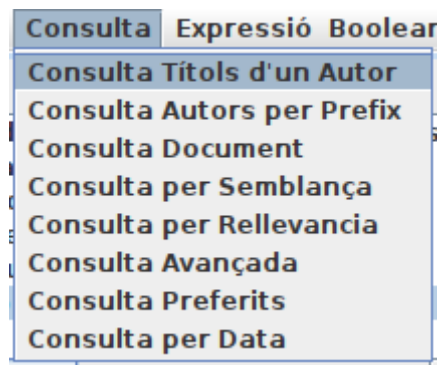 Consulta Expressió Boolear
Consulta Títols d'un Autor
Consulta Autors per Prefix
Consulta Document
Consulta per Semblança
Consulta per Rellevancia
Consulta Avançada
Consulta Preferits
Consulta per Data